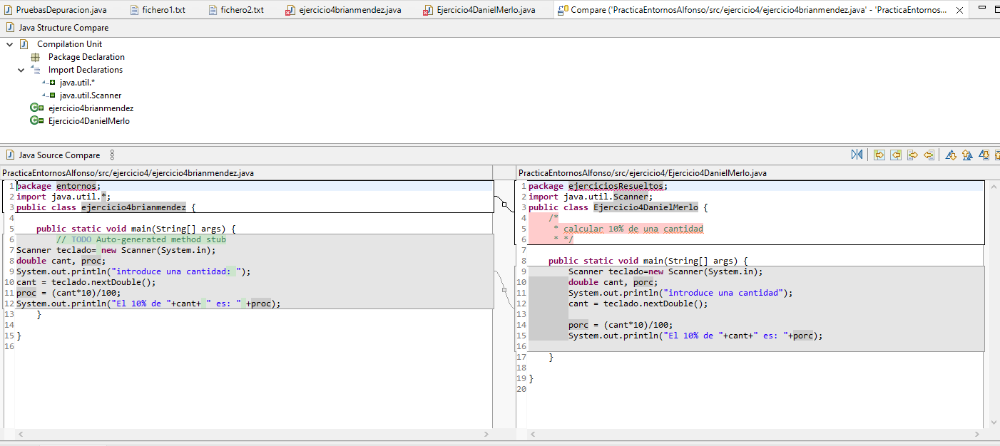 PruebasDepuracion.java fichero1.txt fichero2.txt ejercicio4brianmendez.java Ejercicio4DanielMerlo.java Compare ('PracticaEntornosAlfonso/src/ejercicio4/ejercicio4brianmendez.java' - 'PracticaEntornos...
Java Structure Compare
Compilation Unit
Package Declaration
Import Declarations
java.util.*
java.util.Scanner
ejercicio4brianmendez
Ejercicio4DanielMerlo
Java Source Compare
PracticaEntornosAlfonso/src/ejercicio4/ejercicio4brianmendez.java
1 package entornos;
2 import java.util.*;
3 public class ejercicio4brianmendez {
4
5 public static void main(String[] args) {
6 // TODO Auto-generated method stub
7 Scanner teclado= new Scanner(System.in);
8 double cant, proc;
9 System.out.println("introduce una cantidad: ");
10 cant = teclado.nextDouble();
11 proc = (cant*10)/100;
12 System.out.println("El 10% de "+cant+ " es: " +proc);
13 }
14
15 }
16
PracticaEntornosAlfonso/src/ejercicio4/Ejercicio4DanielMerlo.java
1 package ejerciciosResueltos;
2 import java.util.Scanner;
3 public class Ejercicio4DanielMerlo {
4 /*
5 * calcular 10% de una cantidad
6 * */
7
8 public static void main(String[] args) {
9 Scanner teclado=new Scanner(System.in);
10 double cant, porc;
11 System.out.println("introduce una cantidad");
12 cant = teclado.nextDouble();
13
14 porc = (cant*10)/100;
15 System.out.println("El 10% de "+cant+" es: "+porc);
16
17 }
18
19 }
20